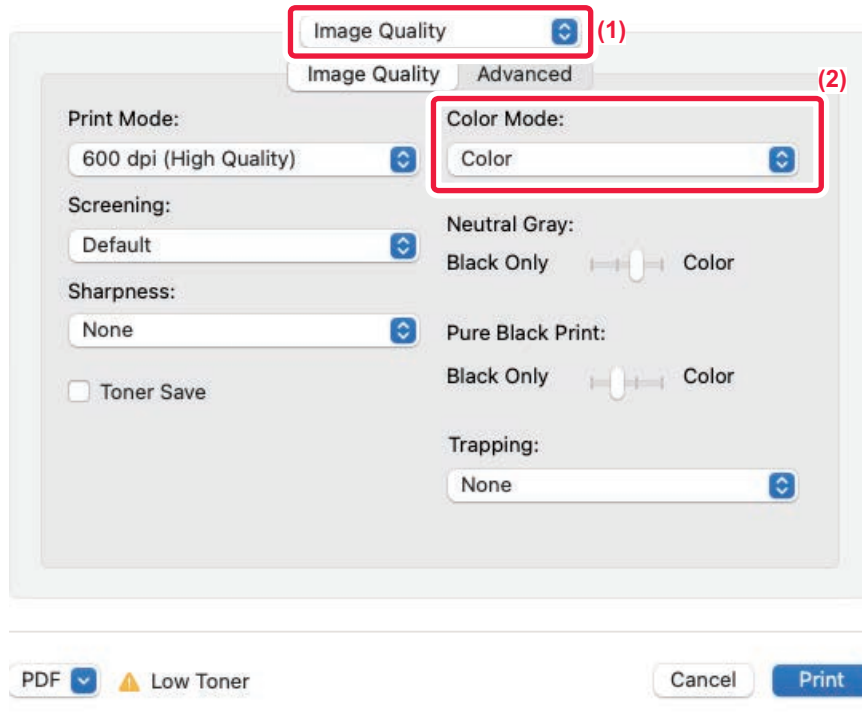 Image Quality (1)
Image Quality Advanced
(2)
Print Mode:
600 dpi (High Quality)
Screening:
Default
Sharpness:
None
Toner Save
Color Mode:
Color
Neutral Gray:
Black Only Color
Pure Black Print:
Black Only Color
Trapping:
None
PDF Low Toner Cancel Print